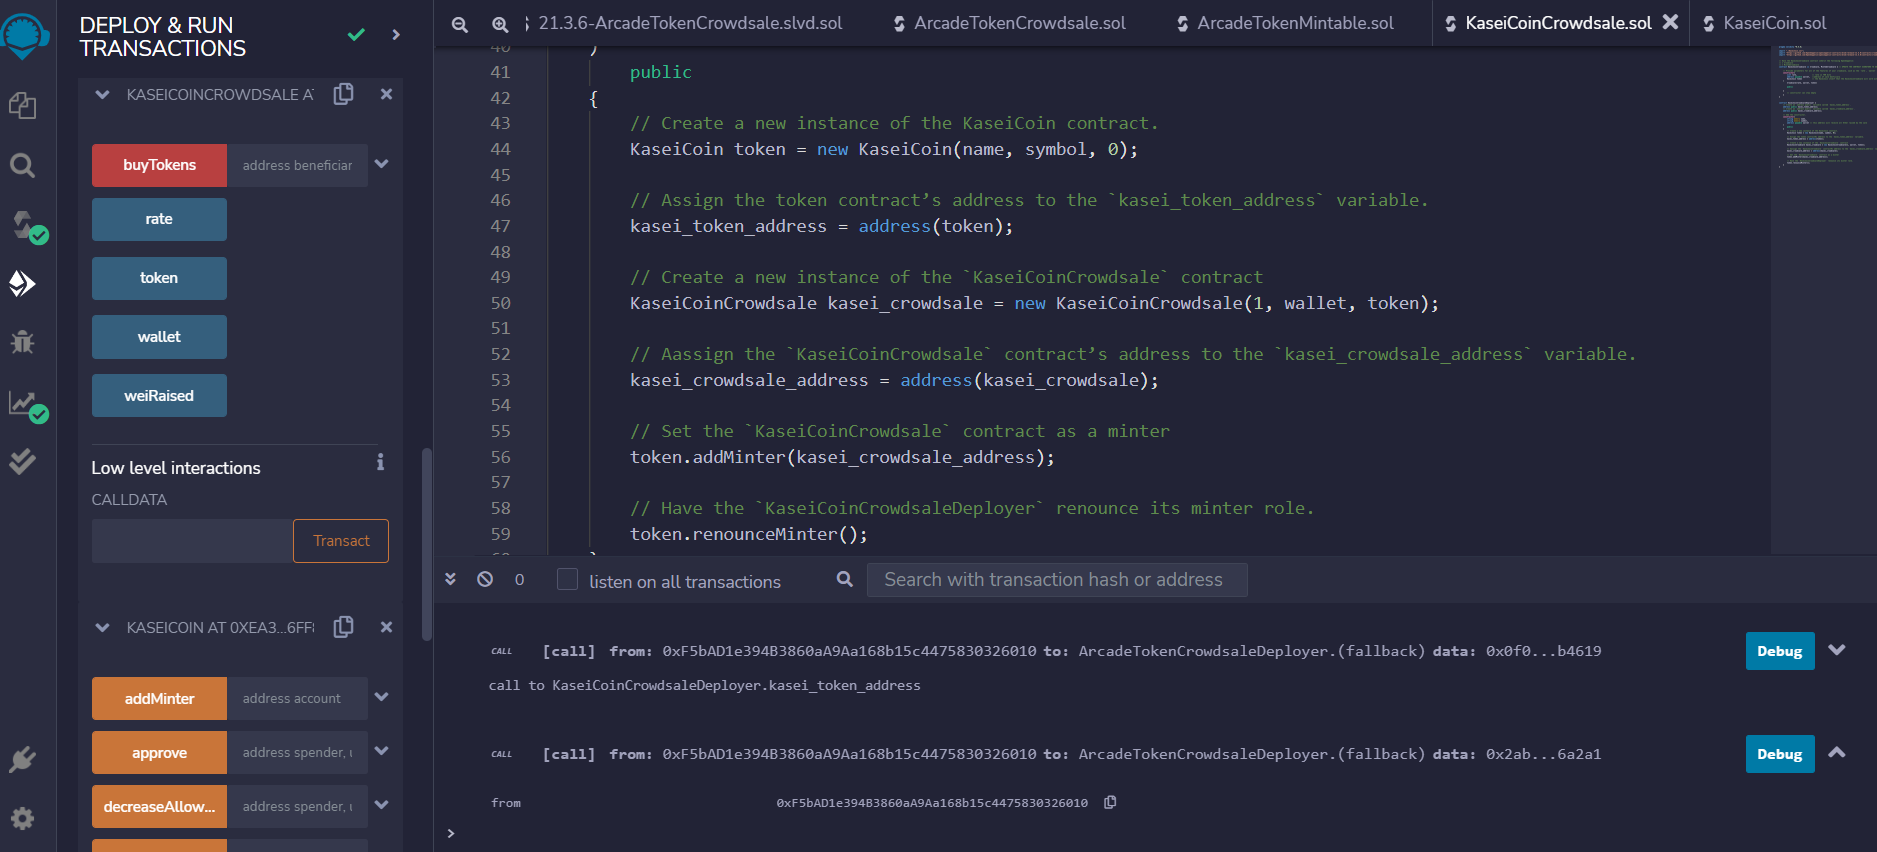 DEPLOY & RUN
TRANSACTIONS
KASEICOINCROWDSALE AT
buyTokens address beneficiar
rate
token
wallet
weiRaised
Low level interactions
i
CALLDATA
Transact
KASEICOIN AT 0XEA3...6FF8
addMinter address account
approve address spender, u
decreaseAllow... address spender, u
21.3.6-ArcadeTokenCrowdsale.slvd.sol ArcadeTokenCrowdsale.sol ArcadeTokenMintable.sol KaseiCoinCrowdsale.sol KaseiCoin.sol
40 )
41 public
42 {
43 // Create a new instance of the KaseiCoin contract.
44 KaseiCoin token = new KaseiCoin(name, symbol, 0);
45
46 // Assign the token contract’s address to the `kasei_token_address` variable.
47 kasei_token_address = address(token);
48
49 // Create a new instance of the `KaseiCoinCrowdsale` contract
50 KaseiCoinCrowdsale kasei_crowdsale = new KaseiCoinCrowdsale(1, wallet, token);
51
52 // Aassign the `KaseiCoinCrowdsale` contract’s address to the `kasei_crowdsale_address` variable.
53 kasei_crowdsale_address = address(kasei_crowdsale);
54
55 // Set the `KaseiCoinCrowdsale` contract as a minter
56 token.addMinter(kasei_crowdsale_address);
57
58 // Have the `KaseiCoinCrowdsaleDeployer` renounce its minter role.
59 token.renounceMinter();
60 }
0 listen on all transactions Search with transaction hash or address
CALL [call] from: 0xF5bAD1e394B3860aA9Aa168b15c4475830326010 to: ArcadeTokenCrowdsaleDeployer.(fallback) data: 0x0f0...b4619 Debug
call to KaseiCoinCrowdsaleDeployer.kasei_token_address
CALL [call] from: 0xF5bAD1e394B3860aA9Aa168b15c4475830326010 to: ArcadeTokenCrowdsaleDeployer.(fallback) data: 0x2ab...6a2a1 Debug
from 0xF5bAD1e394B3860aA9Aa168b15c4475830326010
>